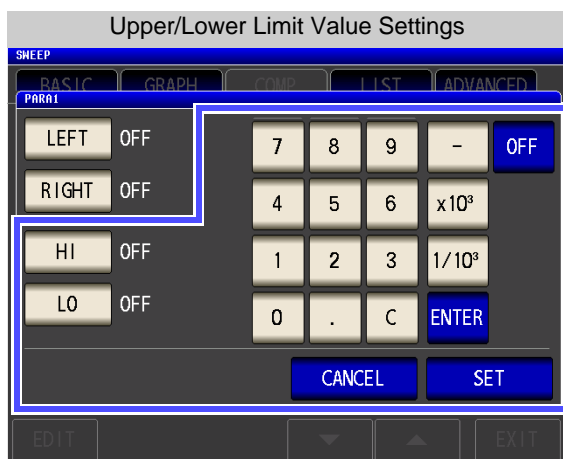 Upper/Lower Limit Value Settings
SWEEP
BASIC GRAPH COMP LIST ADVANCED
PARA1
LEFT OFF 7 8 9 - OFF
RIGHT OFF 4 5 6 x10³
HI OFF 1 2 3 1/10³
LO OFF 0 . C ENTER
CANCEL SET
EDIT EXIT